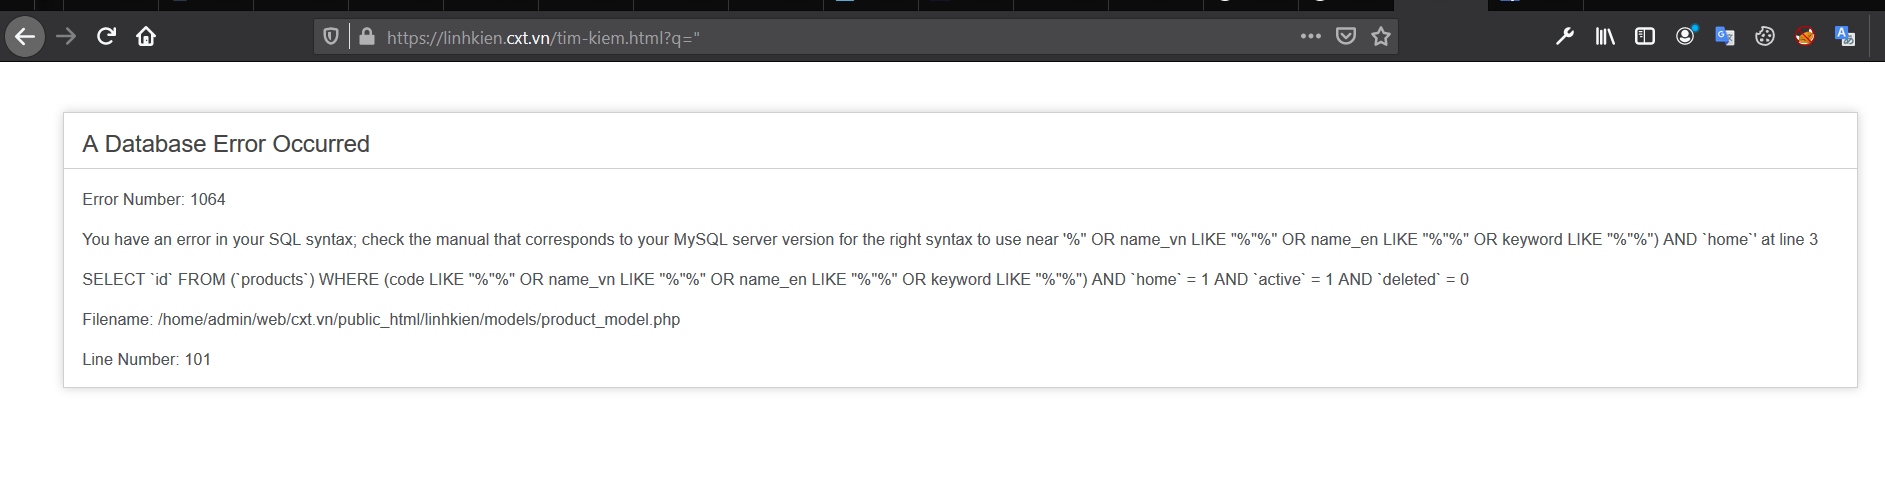 https://linhkien.cxt.vn/tim-kiem.html?q="
A Database Error Occurred
Error Number: 1064
You have an error in your SQL syntax; check the manual that corresponds to your MySQL server version for the right syntax to use near '%" OR name_vn LIKE "%"%" OR name_en LIKE "%"%" OR keyword LIKE "%"%") AND `home`' at line 3
SELECT `id` FROM (`products`) WHERE (code LIKE "%"%" OR name_vn LIKE "%"%" OR name_en LIKE "%"%" OR keyword LIKE "%"%") AND `home` = 1 AND `active` = 1 AND `deleted` = 0
Filename: /home/admin/web/cxt.vn/public_html/linhkien/models/product_model.php
Line Number: 101